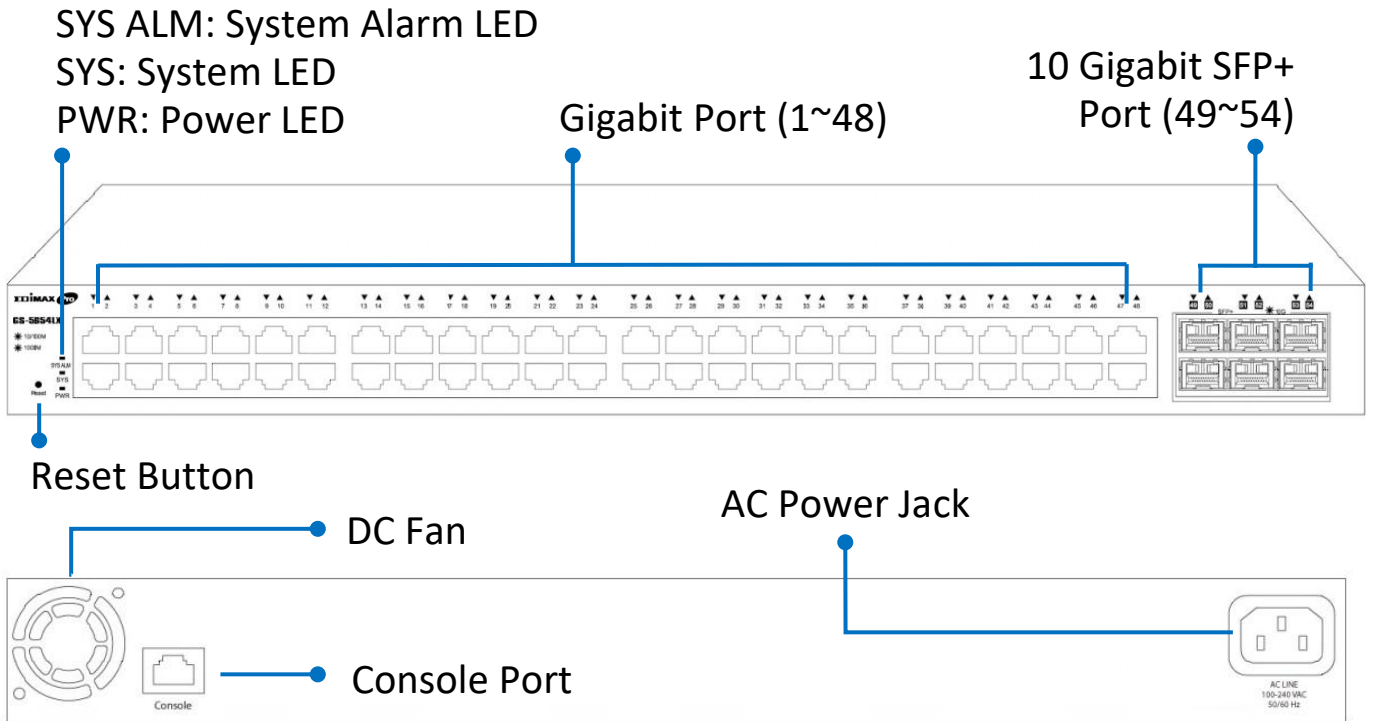 SYS ALM: System Alarm LED
SYS: System LED
PWR: Power LED
Gigabit Port (1~48)
10 Gigabit SFP+
Port (49~54)
EDIMAX PRO
1 2 3 4 5 6 7 8 9 10 11 12 13 14 15 16 17 18 19 20 21 22 23 24 25 26 27 28 29 30 31 32 33 34 35 36 37 38 39 40 41 42 43 44 45 46 47 48 49 50 51 52 53 54
SFP+ 10G
GS-5654LX
10/100M
1000M
SYS ALM
SYS
Reset PWR
Reset Button
DC Fan
AC Power Jack
Console Port
Console
AC LINE
100-240 VAC
50/60 Hz